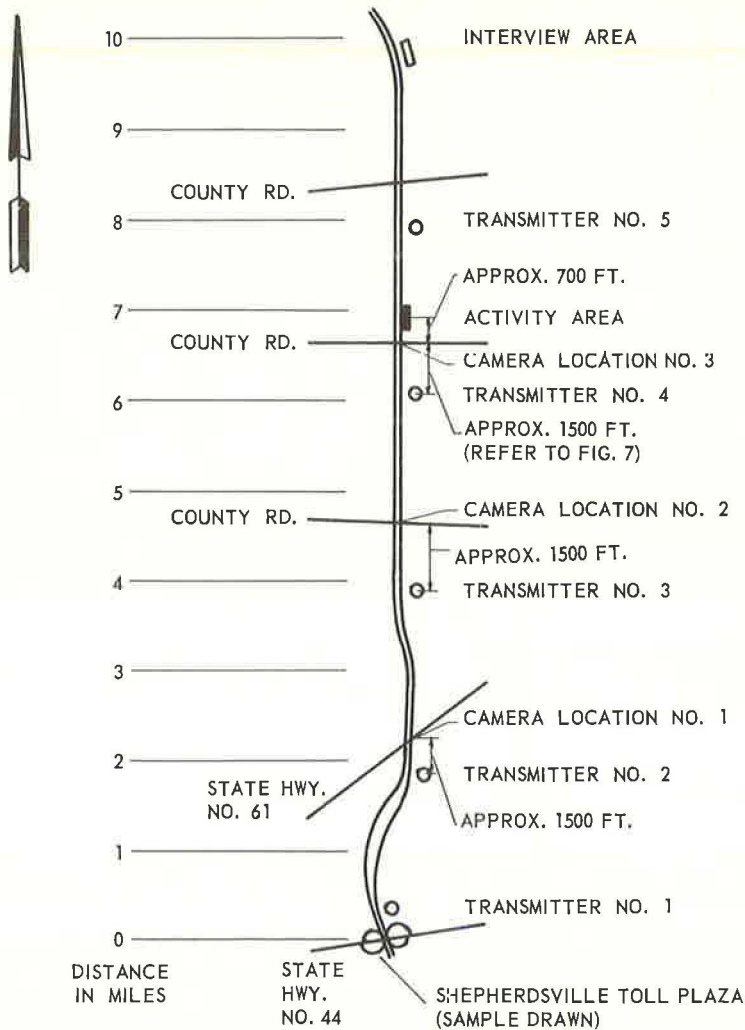 10
INTERVIEW AREA
9
COUNTY RD.
8
TRANSMITTER NO. 5
APPROX. 700 FT.
7
ACTIVITY AREA
COUNTY RD.
CAMERA LOCATION NO. 3
6
TRANSMITTER NO. 4
APPROX. 1500 FT.
(REFER TO FIG. 7)
5
COUNTY RD.
CAMERA LOCATION NO. 2
APPROX. 1500 FT.
4
TRANSMITTER NO. 3
3
CAMERA LOCATION NO. 1
2
TRANSMITTER NO. 2
STATE HWY.
NO. 61
APPROX. 1500 FT.
1
TRANSMITTER NO. 1
0
DISTANCE
IN MILES
STATE
HWY.
NO. 44
SHEPHERDSVILLE TOLL PLAZA
(SAMPLE DRAWN)